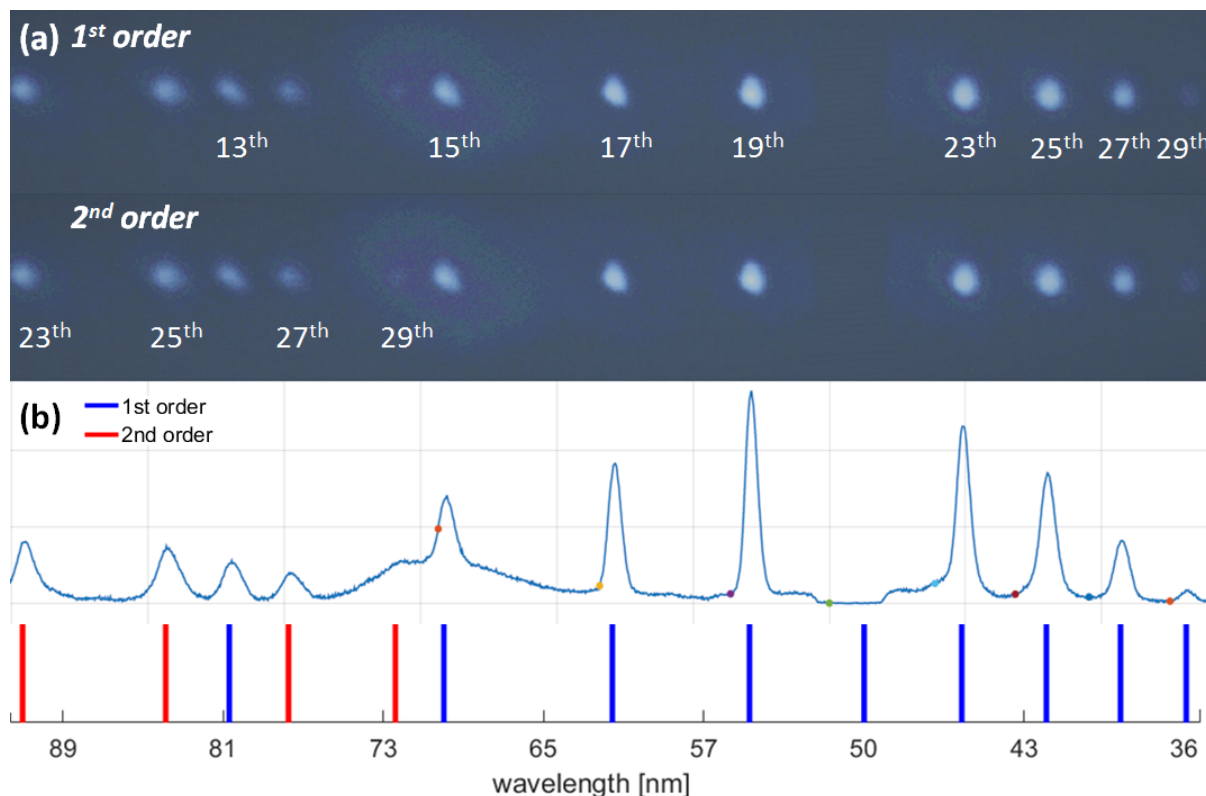 (a) 1st order
13th 15th 17th 19th 23th 25th 27th 29th
2nd order
23th 25th 27th 29th
(b)
1st order
2nd order
89 81 73 65 57 50 43 36
wavelength [nm]